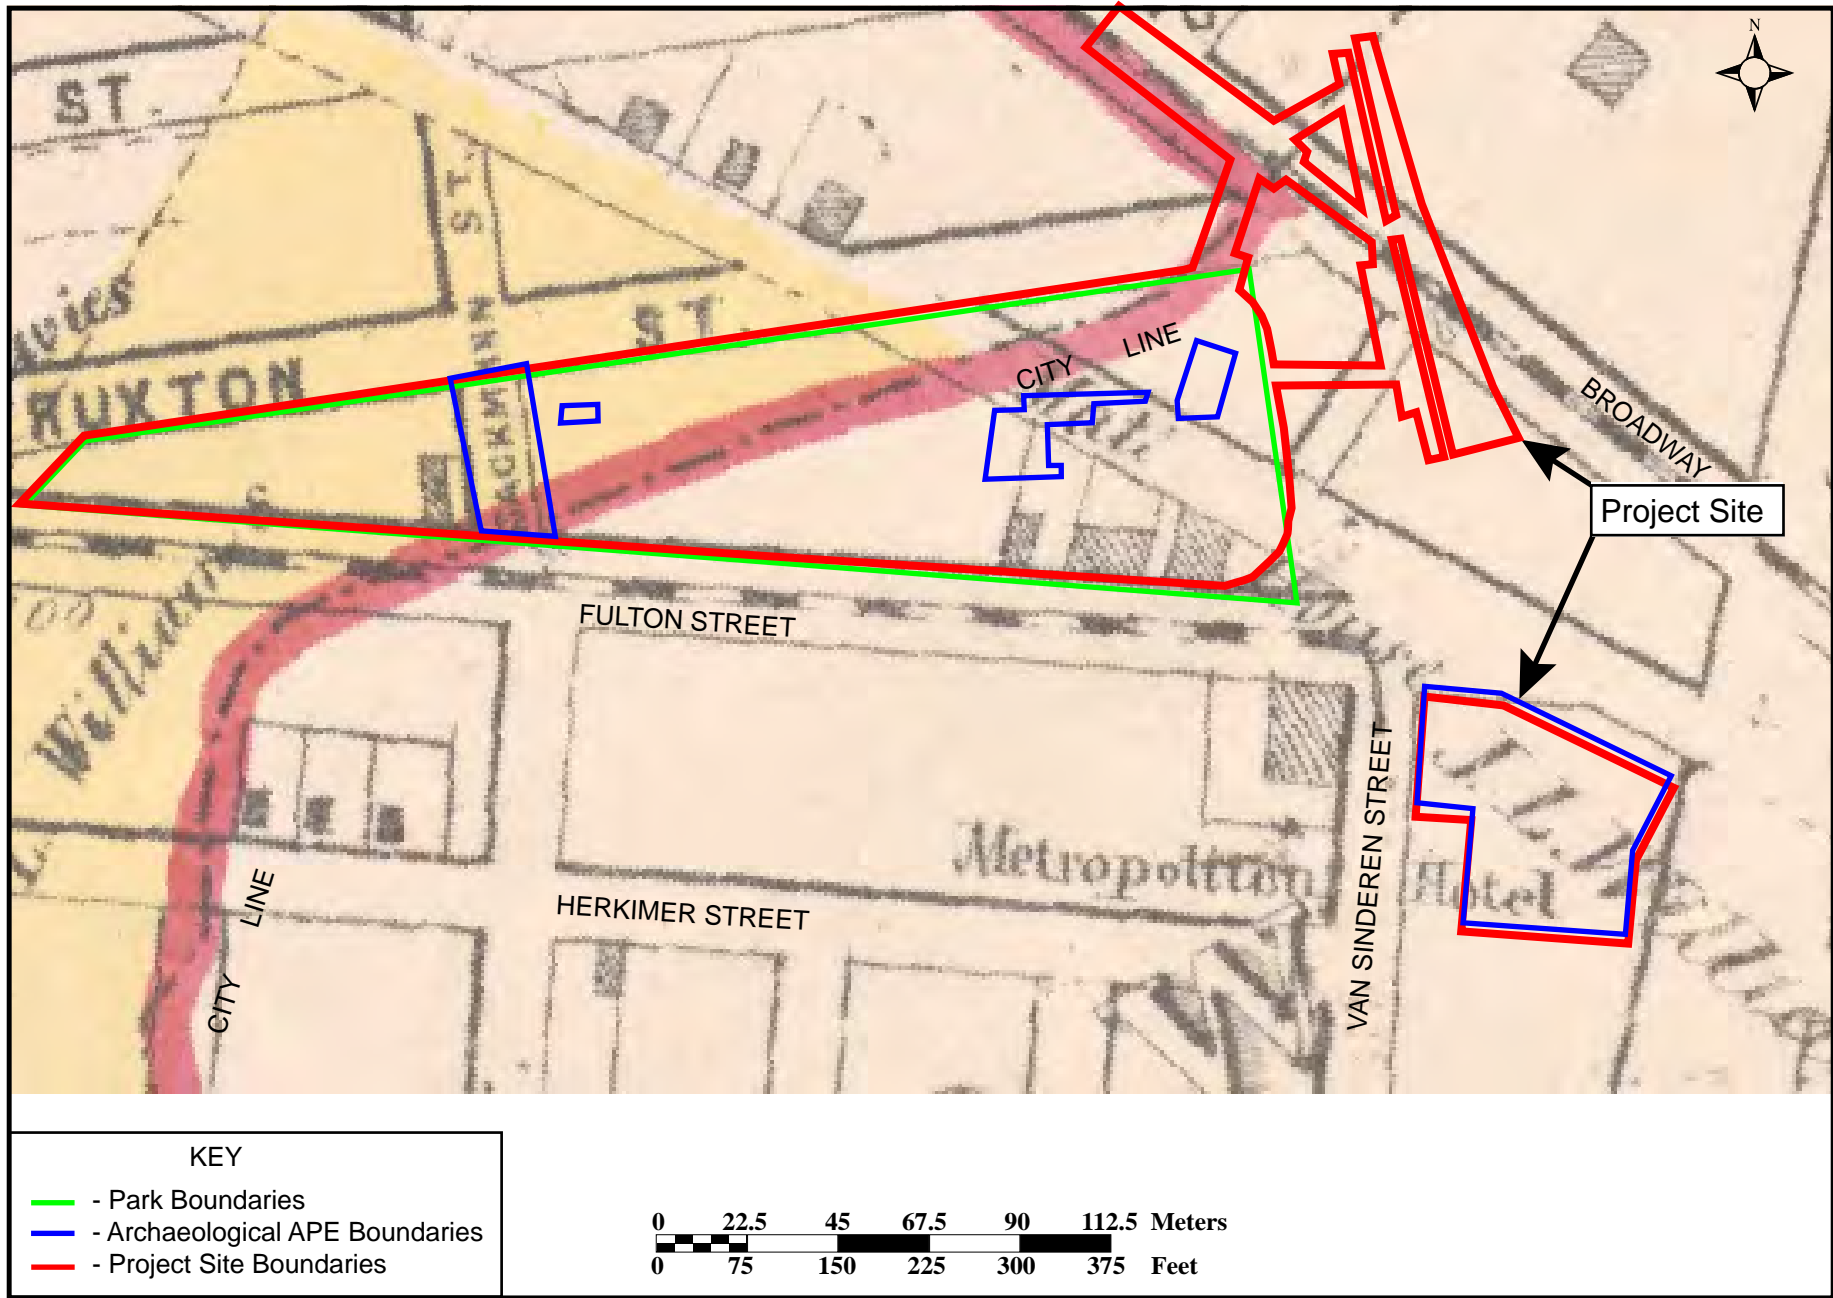 N
ST.
ST.
avies
RUXTON
ST.
CITY LINE
BROADWAY
Project Site
FULTON STREET
CITY LINE
HERKIMER STREET
VAN SINDEREN STREET
Metropolitan Hotel
J. L.
KEY
- Park Boundaries
- Archaeological APE Boundaries
- Project Site Boundaries
0 22.5 45 67.5 90 112.5 Meters
0 75 150 225 300 375 Feet